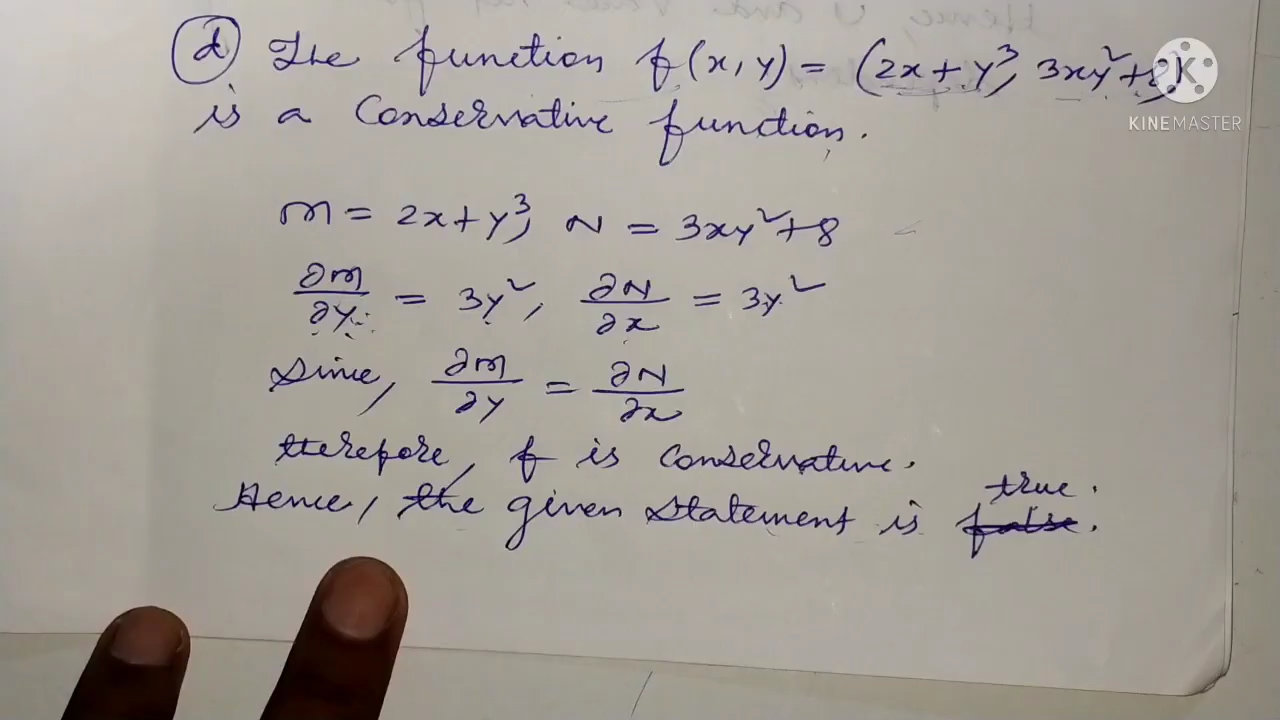 (d) The function f(x, y) = (2x + y³, 3xy² + 8)
K
KINEMASTER
is a Conservative function.
M = 2x + y³, N = 3xy² + 8
∂M/∂y = 3y², ∂N/∂x = 3y²
Since, ∂M/∂y = ∂N/∂x
therefore, f is conservative.
true.
Hence, the given statement is false.